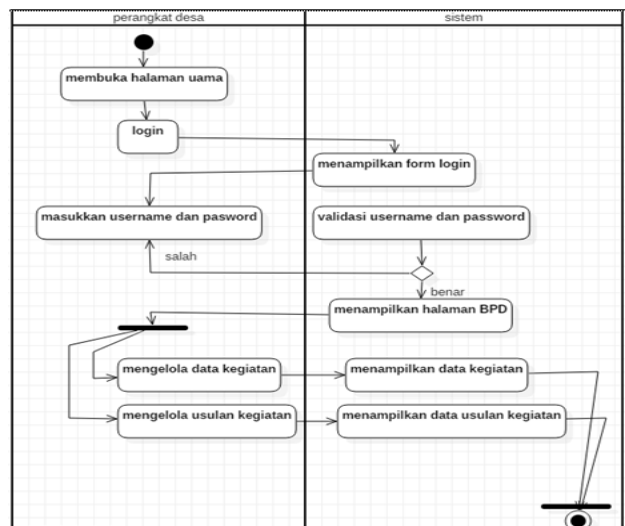 perangkat desa
sistem
membuka halaman uama
login
menampilkan form login
masukkan username dan pasword
validasi username dan password
salah
benar
menampilkan halaman BPD
mengelola data kegiatan
menampilkan data kegiatan
mengelola usulan kegiatan
menampilkan data usulan kegiatan